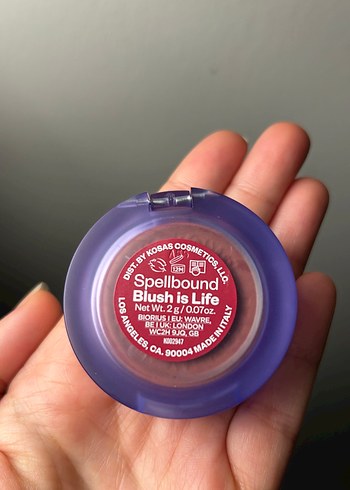 DIST. BY KOSAS COSMETICS, LLC.
12M
Spellbound
Blush is Life
Net Wt. 2 g / 0.07oz.
BIORIUS | EU: WAVRE,
BE | UK: LONDON
WC2H 9JQ, GB
LOS ANGELES, CA. 90004 MADE IN ITALY